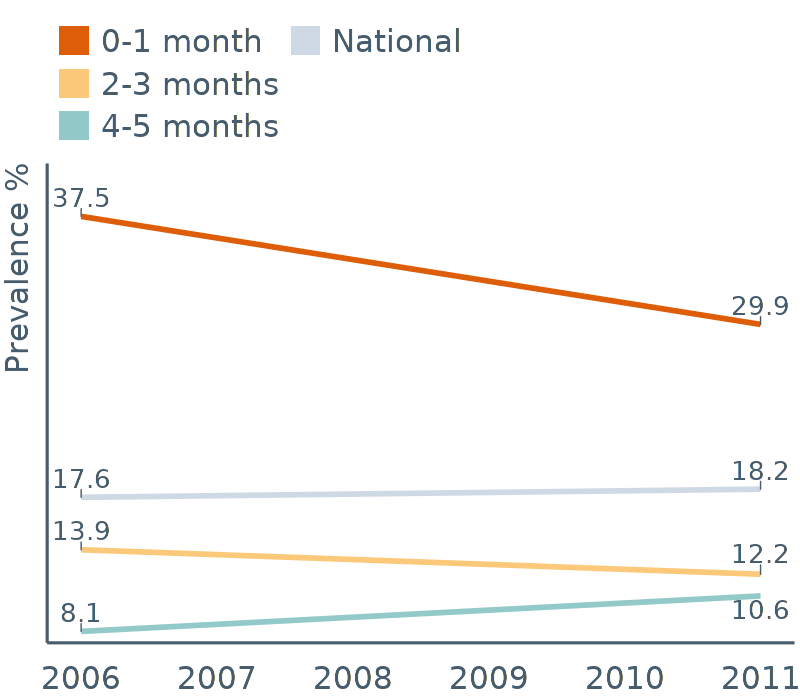 0-1 month
National
2-3 months
4-5 months
Prevalence %
37.5
29.9
17.6
18.2
13.9
12.2
8.1
10.6
2006 2007 2008 2009 2010 2011